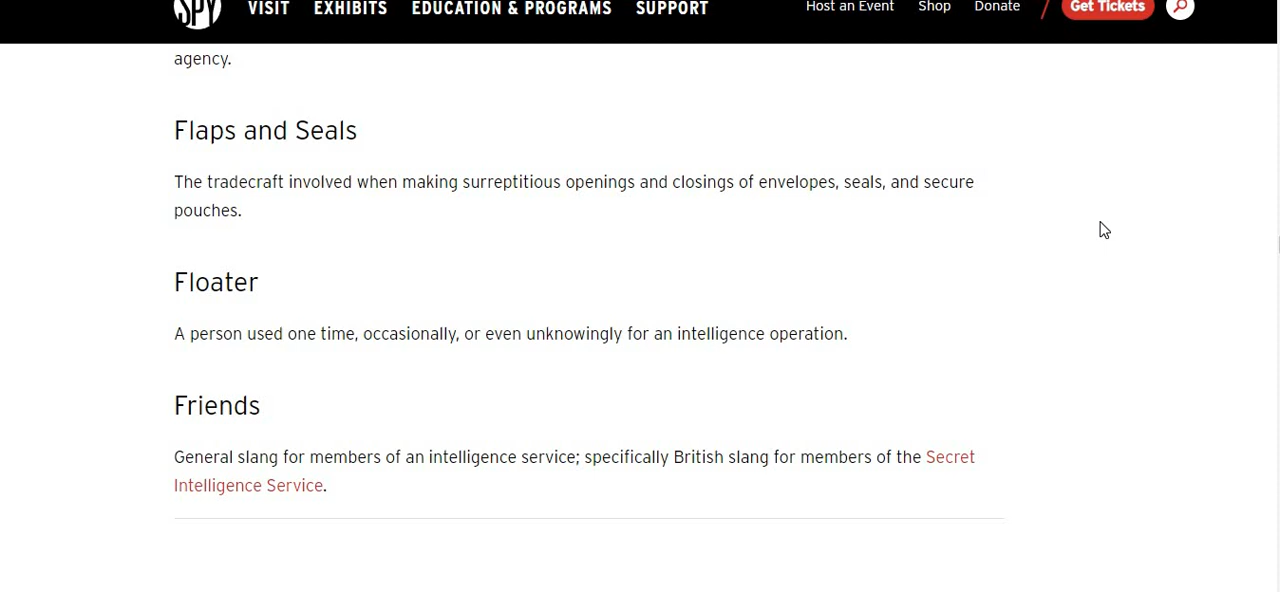 SPY
VISIT EXHIBITS EDUCATION & PROGRAMS SUPPORT Host an Event Shop Donate Get Tickets
agency.
Flaps and Seals
The tradecraft involved when making surreptitious openings and closings of envelopes, seals, and secure
pouches.
Floater
A person used one time, occasionally, or even unknowingly for an intelligence operation.
Friends
General slang for members of an intelligence service; specifically British slang for members of the Secret
Intelligence Service.